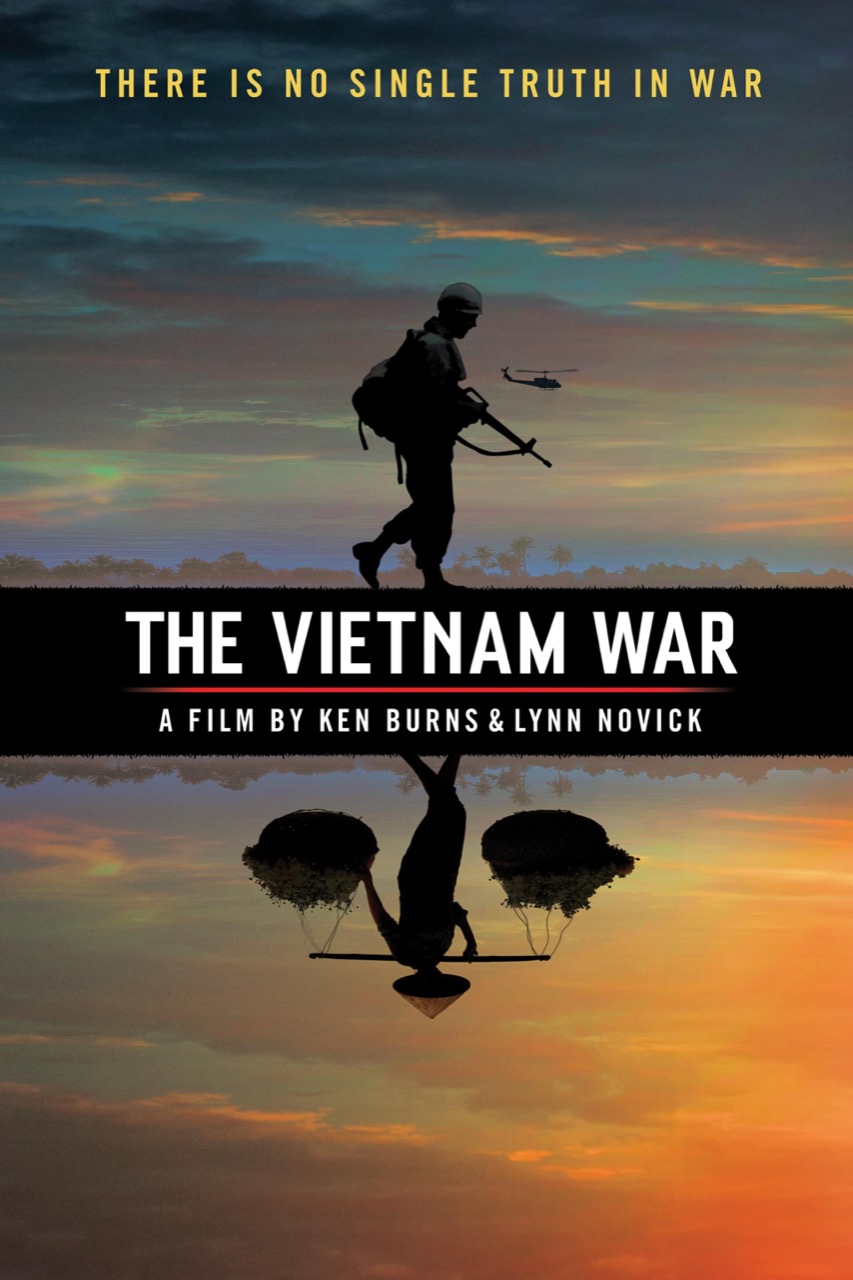 THERE IS NO SINGLE TRUTH IN WAR
THE VIETNAM WAR
A FILM BY KEN BURNS & LYNN NOVICK